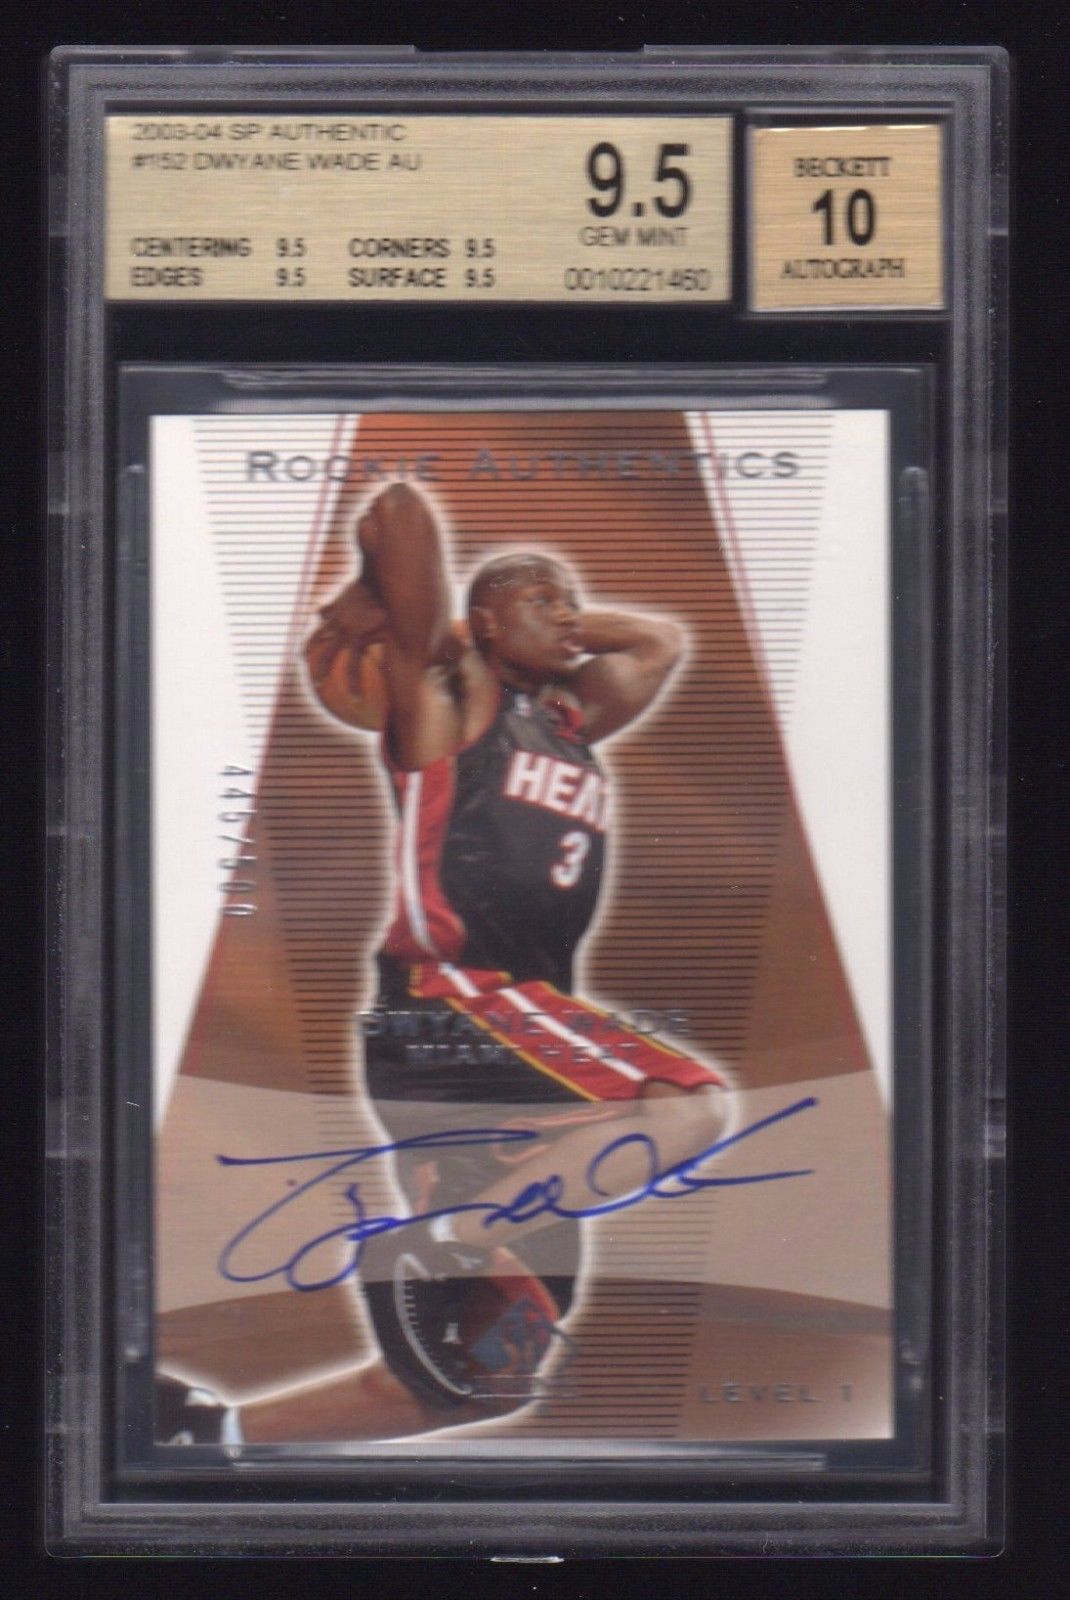 2003-04 SP AUTHENTIC
#152 DWYANE WADE AU
CENTERING 9.5 CORNERS 9.5
EDGES 9.5 SURFACE 9.5
9.5
GEM MINT
0010221460
BECKETT
10
AUTOGRAPH
ROOKIE AUTHENTICS
HEAT
3
445/500
DWYANE WADE
MIAMI HEAT
LEVEL 1